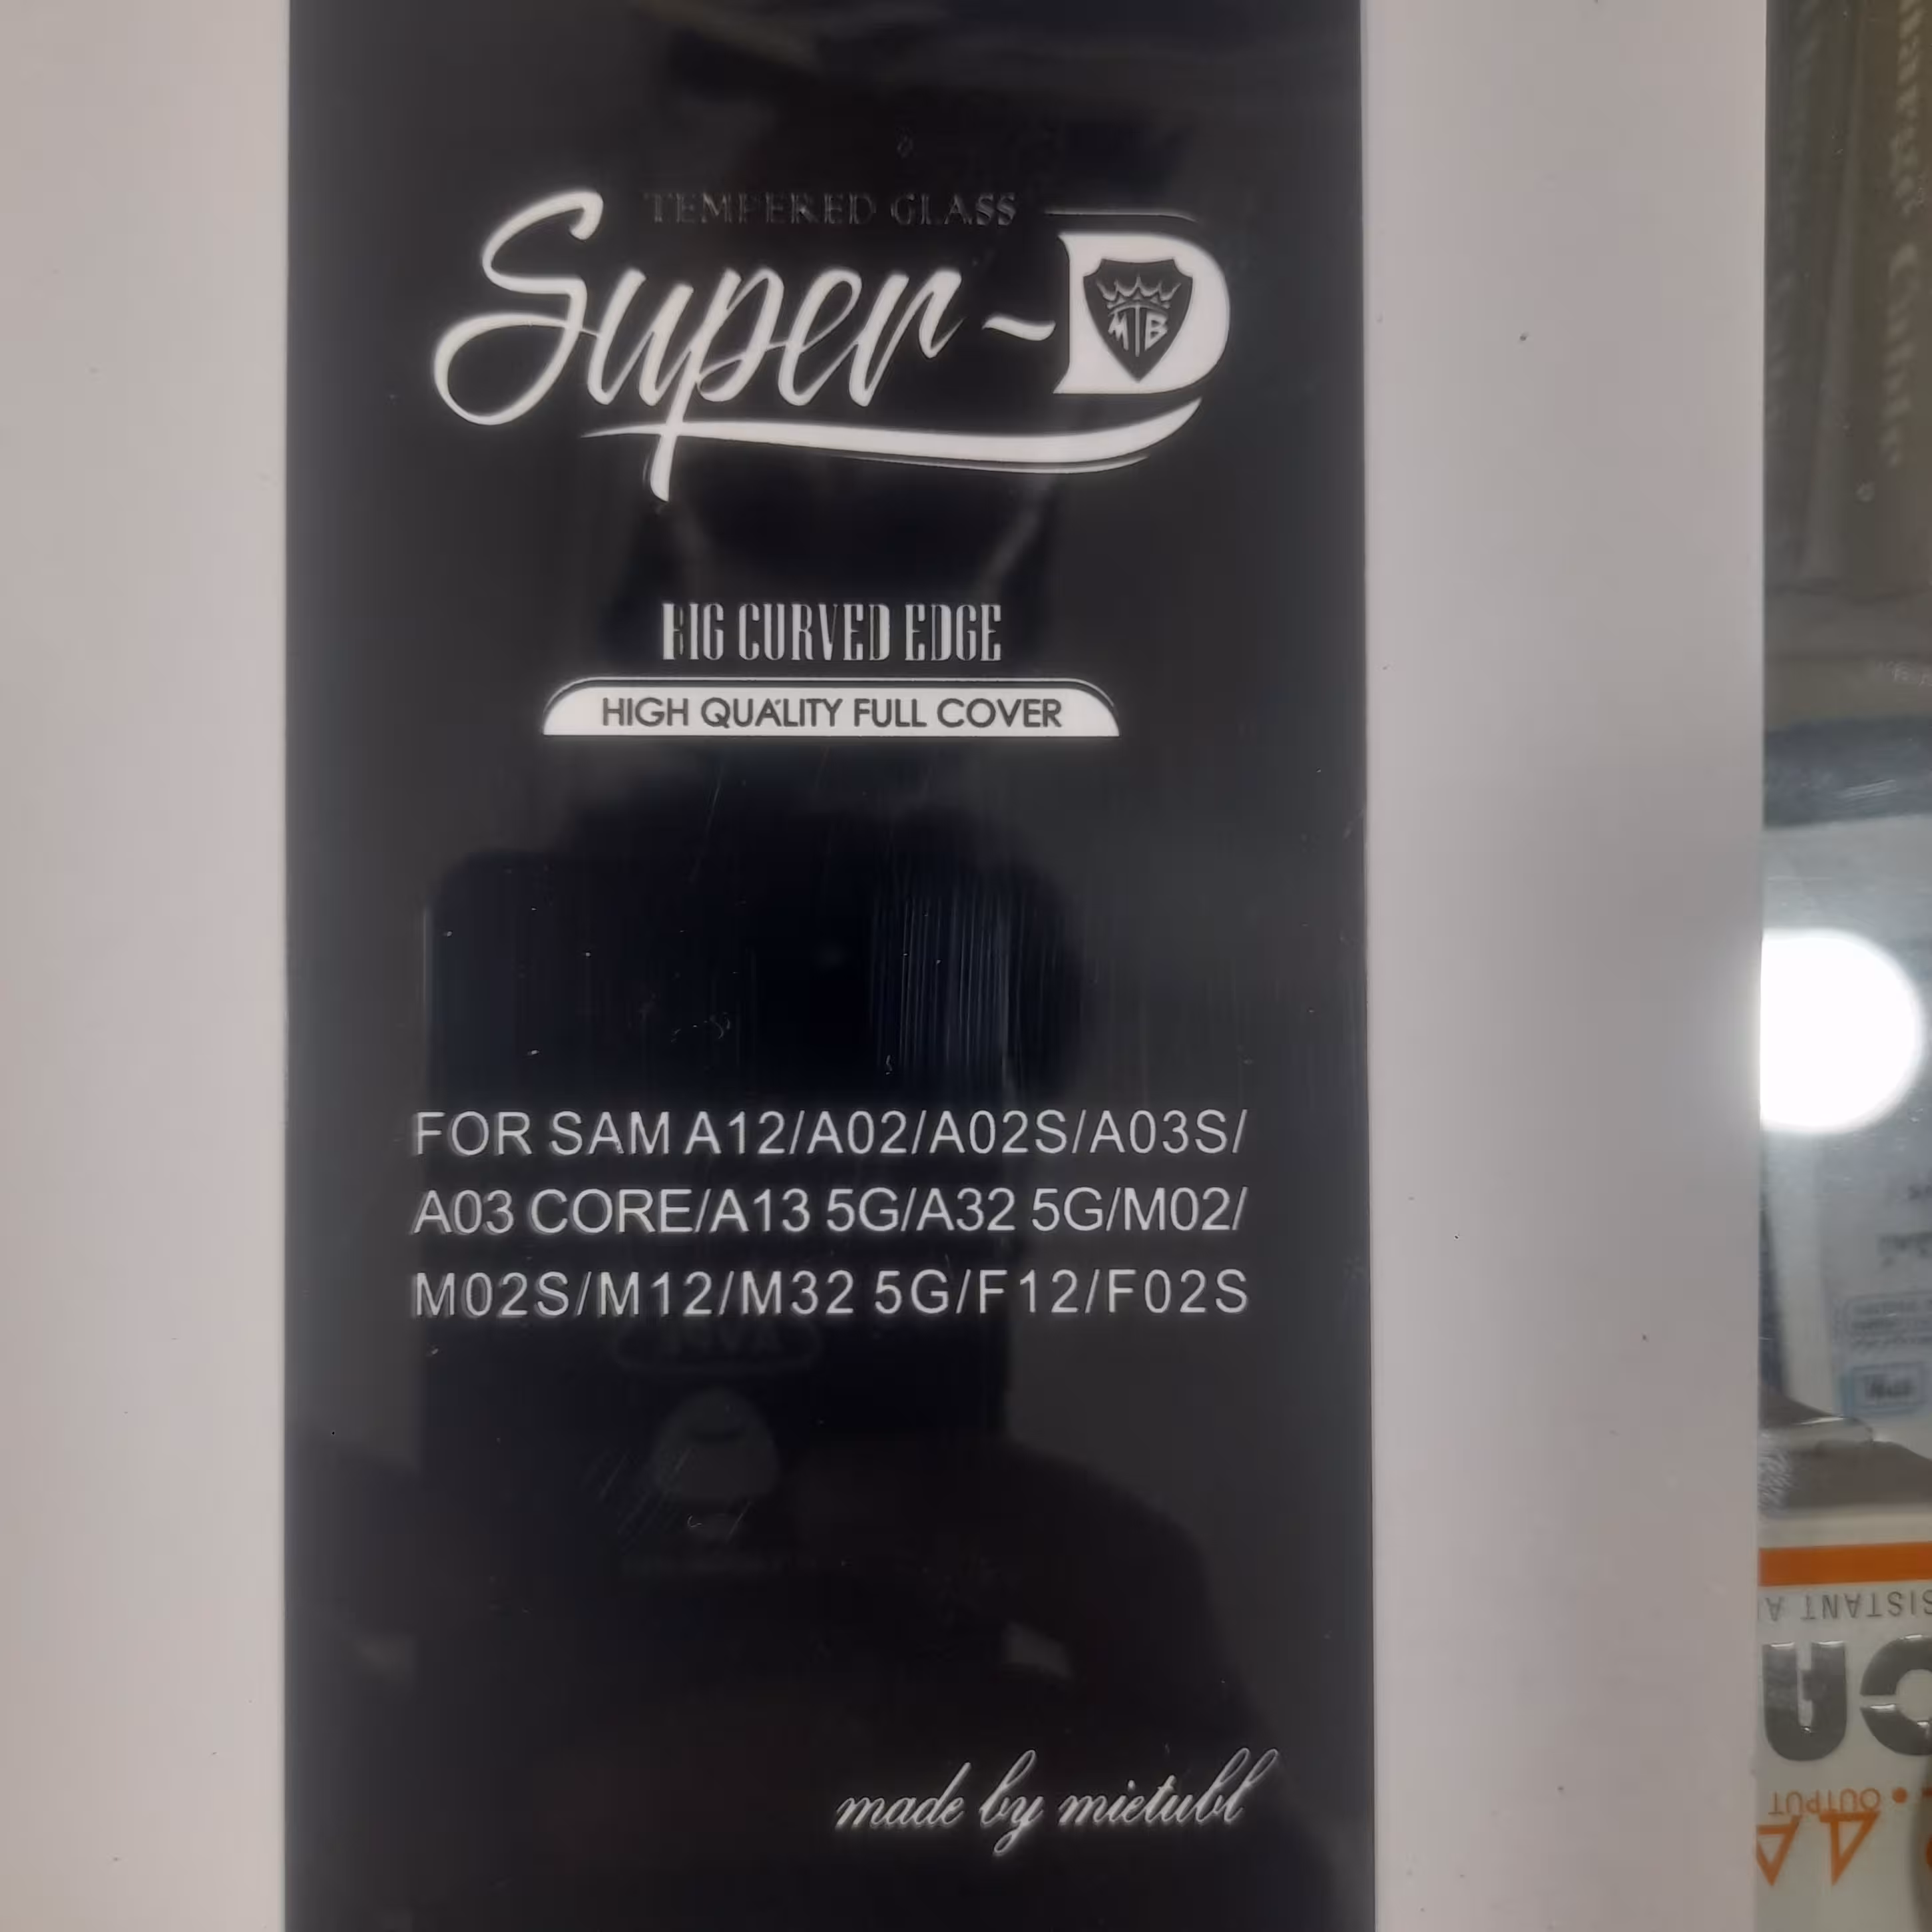 TEMPERED GLASS
Super-D
MTB
BIG CURVED EDGE
HIGH QUALITY FULL COVER
FOR SAM A12/A02/A02S/A03S/
A03 CORE/A13 5G/A32 5G/M02/
M02S/M12/M32 5G/F12/F02S
made by mietubl
OUTPUT